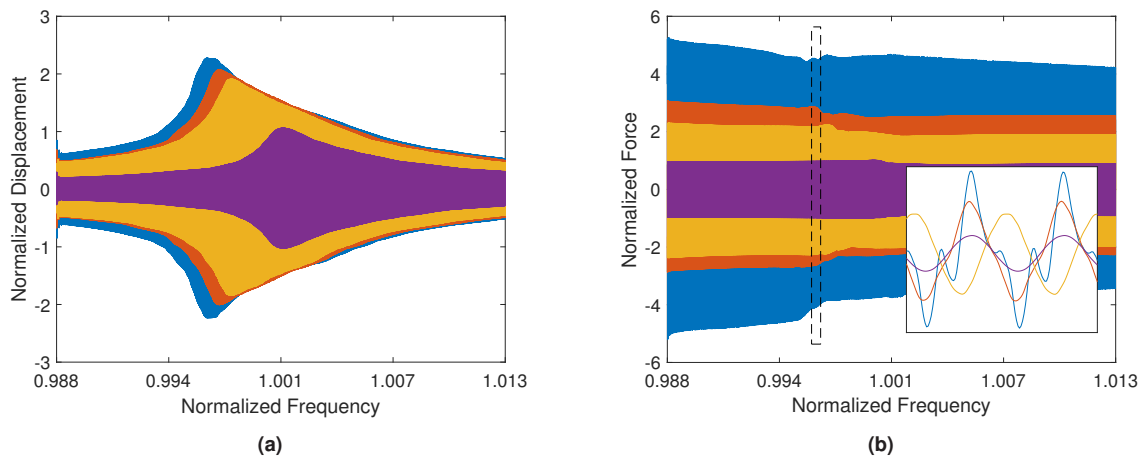 3
2
1
0
-1
-2
-3
Normalized Displacement
0.988 0.994 1.001 1.007 1.013
Normalized Frequency
(a)
6
4
2
0
-2
-4
-6
Normalized Force
0.988 0.994 1.001 1.007 1.013
Normalized Frequency
(b)